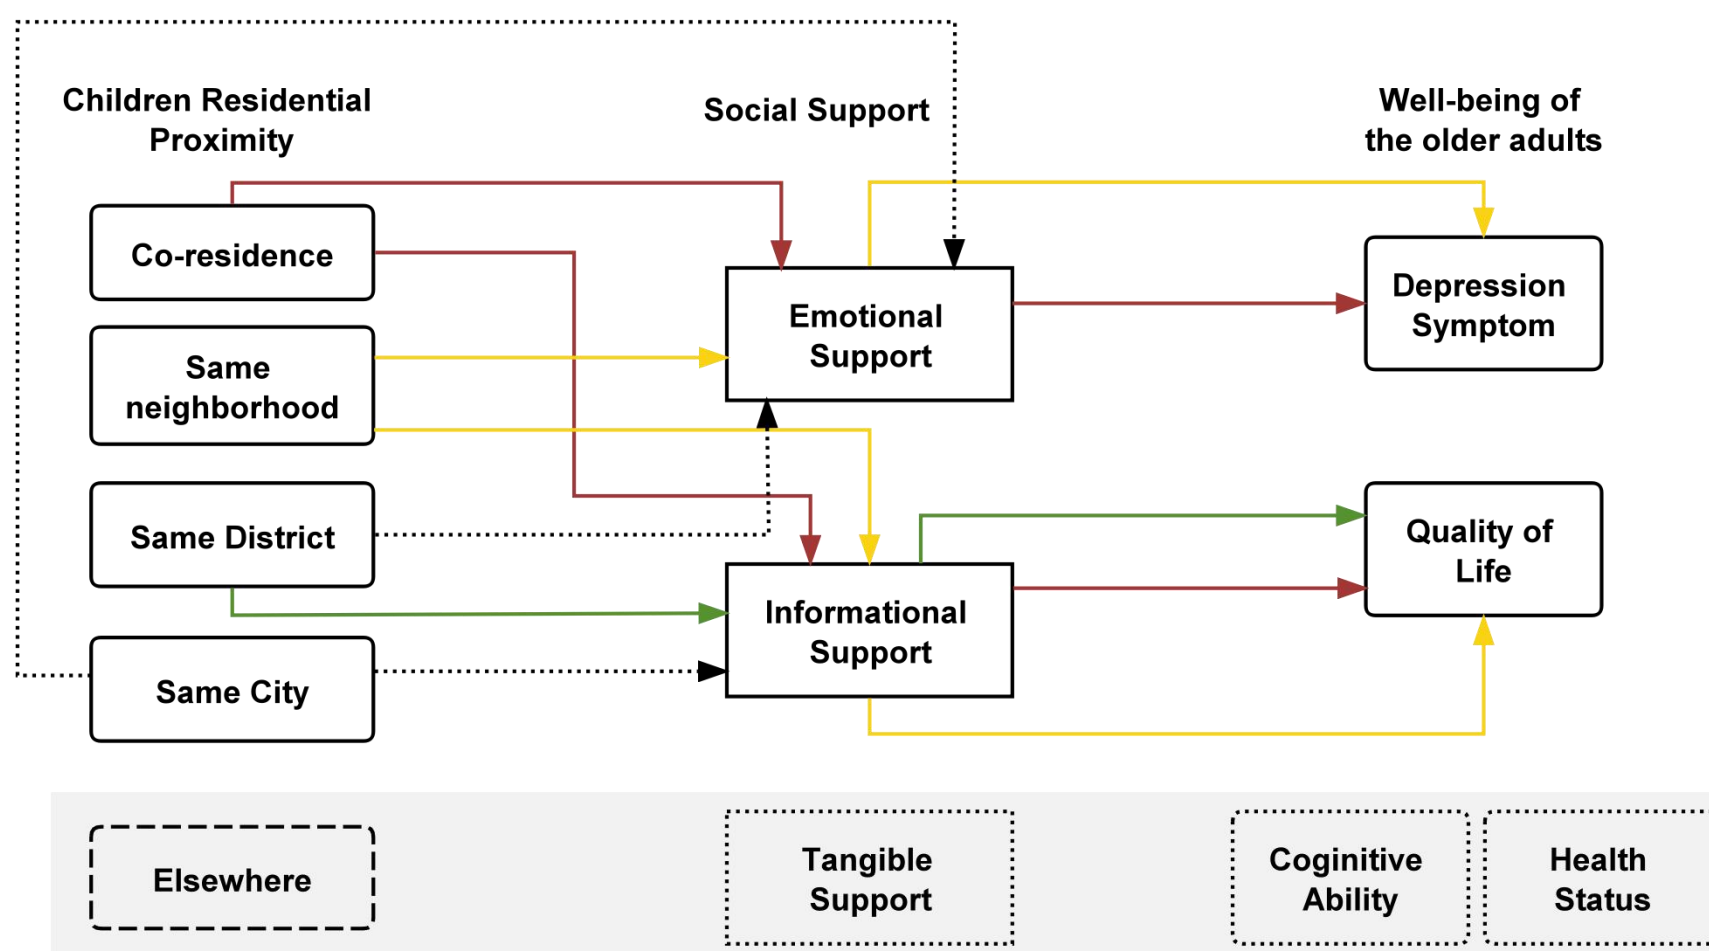 Children Residential
Proximity
Social Support
Well-being of
the older adults
Co-residence
Same
neighborhood
Same District
Same City
Emotional
Support
Informational
Support
Depression
Symptom
Quality of
Life
Elsewhere
Tangible
Support
Coginitive
Ability
Health
Status